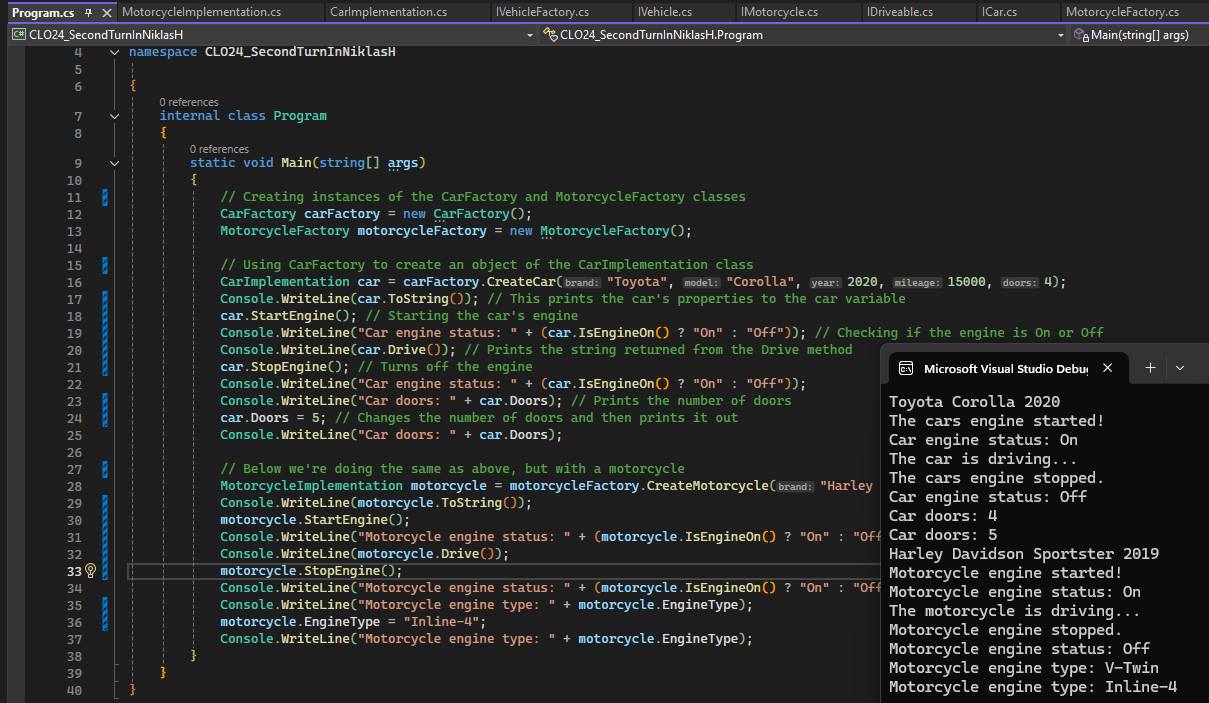 Program.cs MotorcycleImplementation.cs CarImplementation.cs IVehicleFactory.cs IVehicle.cs IMotorcycle.cs IDriveable.cs ICar.cs MotorcycleFactory.cs
C# CLO24_SecondTurnInNiklasH CLO24_SecondTurnInNiklasH.Program Main(string[] args)
4 namespace CLO24_SecondTurnInNiklasH
5
6 {
0 references
7 internal class Program
8 {
0 references
9 static void Main(string[] args)
10 {
11 // Creating instances of the CarFactory and MotorcycleFactory classes
12 CarFactory carFactory = new CarFactory();
13 MotorcycleFactory motorcycleFactory = new MotorcycleFactory();
14
15 // Using CarFactory to create an object of the CarImplementation class
16 CarImplementation car = carFactory.CreateCar(brand: "Toyota", model: "Corolla", year: 2020, mileage: 15000, doors: 4);
17 Console.WriteLine(car.ToString()); // This prints the car's properties to the car variable
18 car.StartEngine(); // Starting the car's engine
19 Console.WriteLine("Car engine status: " + (car.IsEngineOn() ? "On" : "Off")); // Checking if the engine is On or Off
20 Console.WriteLine(car.Drive()); // Prints the string returned from the Drive method
21 car.StopEngine(); // Turns off the engine
22 Console.WriteLine("Car engine status: " + (car.IsEngineOn() ? "On" : "Off"));
23 Console.WriteLine("Car doors: " + car.Doors); // Prints the number of doors
24 car.Doors = 5; // Changes the number of doors and then prints it out
25 Console.WriteLine("Car doors: " + car.Doors);
26
27 // Below we're doing the same as above, but with a motorcycle
28 MotorcycleImplementation motorcycle = motorcycleFactory.CreateMotorcycle(brand: "Harley
29 Console.WriteLine(motorcycle.ToString());
30 motorcycle.StartEngine();
31 Console.WriteLine("Motorcycle engine status: " + (motorcycle.IsEngineOn() ? "On" : "Off
32 Console.WriteLine(motorcycle.Drive());
33 motorcycle.StopEngine();
34 Console.WriteLine("Motorcycle engine status: " + (motorcycle.IsEngineOn() ? "On" : "Off
35 Console.WriteLine("Motorcycle engine type: " + motorcycle.EngineType);
36 motorcycle.EngineType = "Inline-4";
37 Console.WriteLine("Motorcycle engine type: " + motorcycle.EngineType);
38 }
39 }
40 }
Microsoft Visual Studio Debug
Toyota Corolla 2020
The cars engine started!
Car engine status: On
The car is driving...
The cars engine stopped.
Car engine status: Off
Car doors: 4
Car doors: 5
Harley Davidson Sportster 2019
Motorcycle engine started!
Motorcycle engine status: On
The motorcycle is driving...
Motorcycle engine stopped.
Motorcycle engine status: Off
Motorcycle engine type: V-Twin
Motorcycle engine type: Inline-4